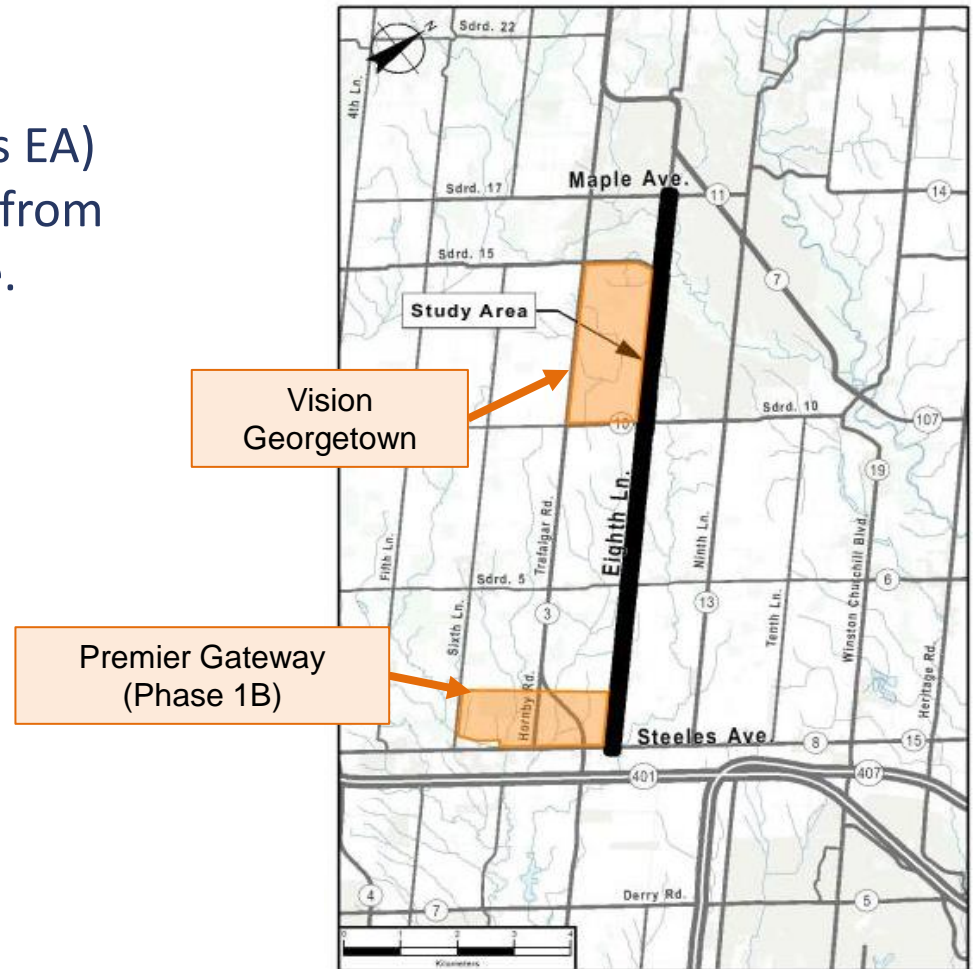 s EA)
from
.
Vision
Georgetown
Premier Gateway
(Phase 1B)
Z
Sdrd. 22
4th Ln.
Sdrd. 17
Maple Ave.
11
14
Sdrd. 15
7
Study Area
10
Sdrd. 10
107
19
Fifth Ln.
Trafalgar Rd.
Eighth Ln.
Ninth Ln.
Winston Churchill Blvd.
Sdrd. 5
6
Sixth Ln.
3
13
Tenth Ln.
Heritage Rd.
Hornby Rd.
Steeles Ave.
8
15
401
407
4
7
Derry Rd.
5
0 1 2 3 4
Kilometers